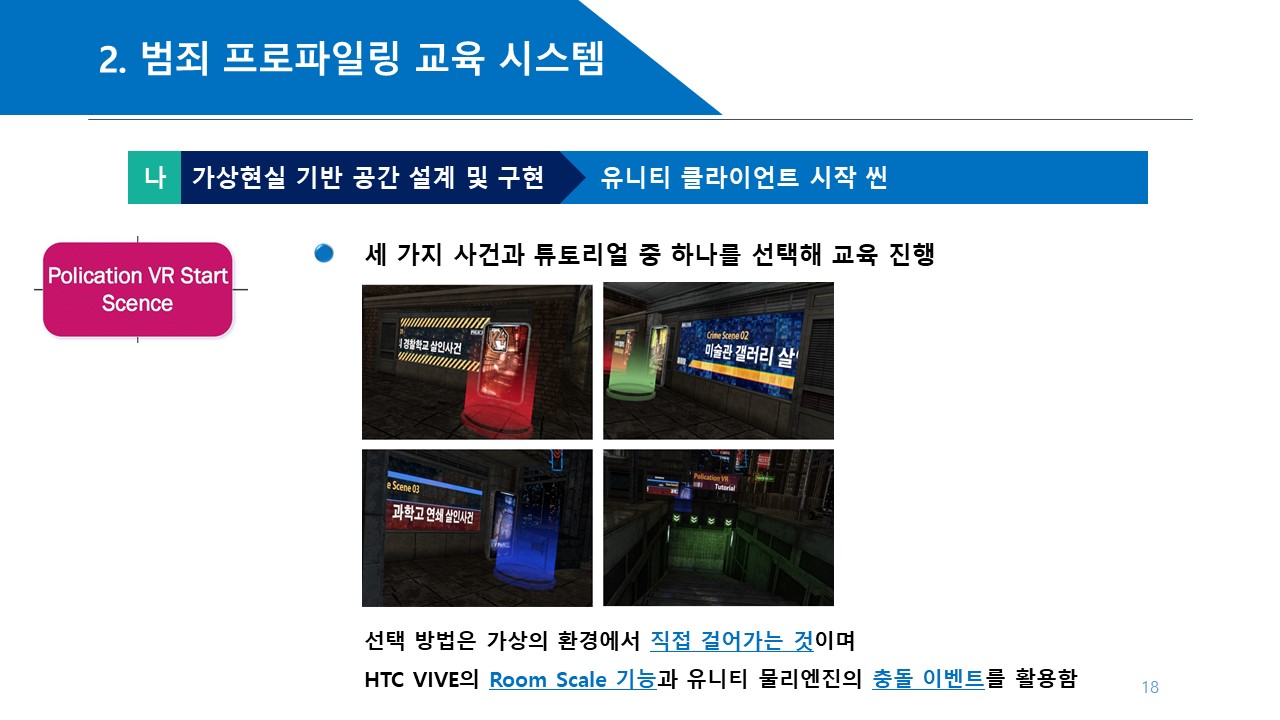 2. 범죄 프로파일링 교육 시스템
나 가상현실 기반 공간 설계 및 구현 유니티 클라이언트 시작 씬
Polication VR Start
Scence
세 가지 사건과 튜토리얼 중 하나를 선택해 교육 진행
경찰학교 살인사건
Crime Scene 02
미술관 갤러리 살
e Scene 03
과학고 연쇄 살인사건
Polication VR
Tutorial
선택 방법은 가상의 환경에서 직접 걸어가는 것이며
HTC VIVE의 Room Scale 기능과 유니티 물리엔진의 충돌 이벤트를 활용함
18